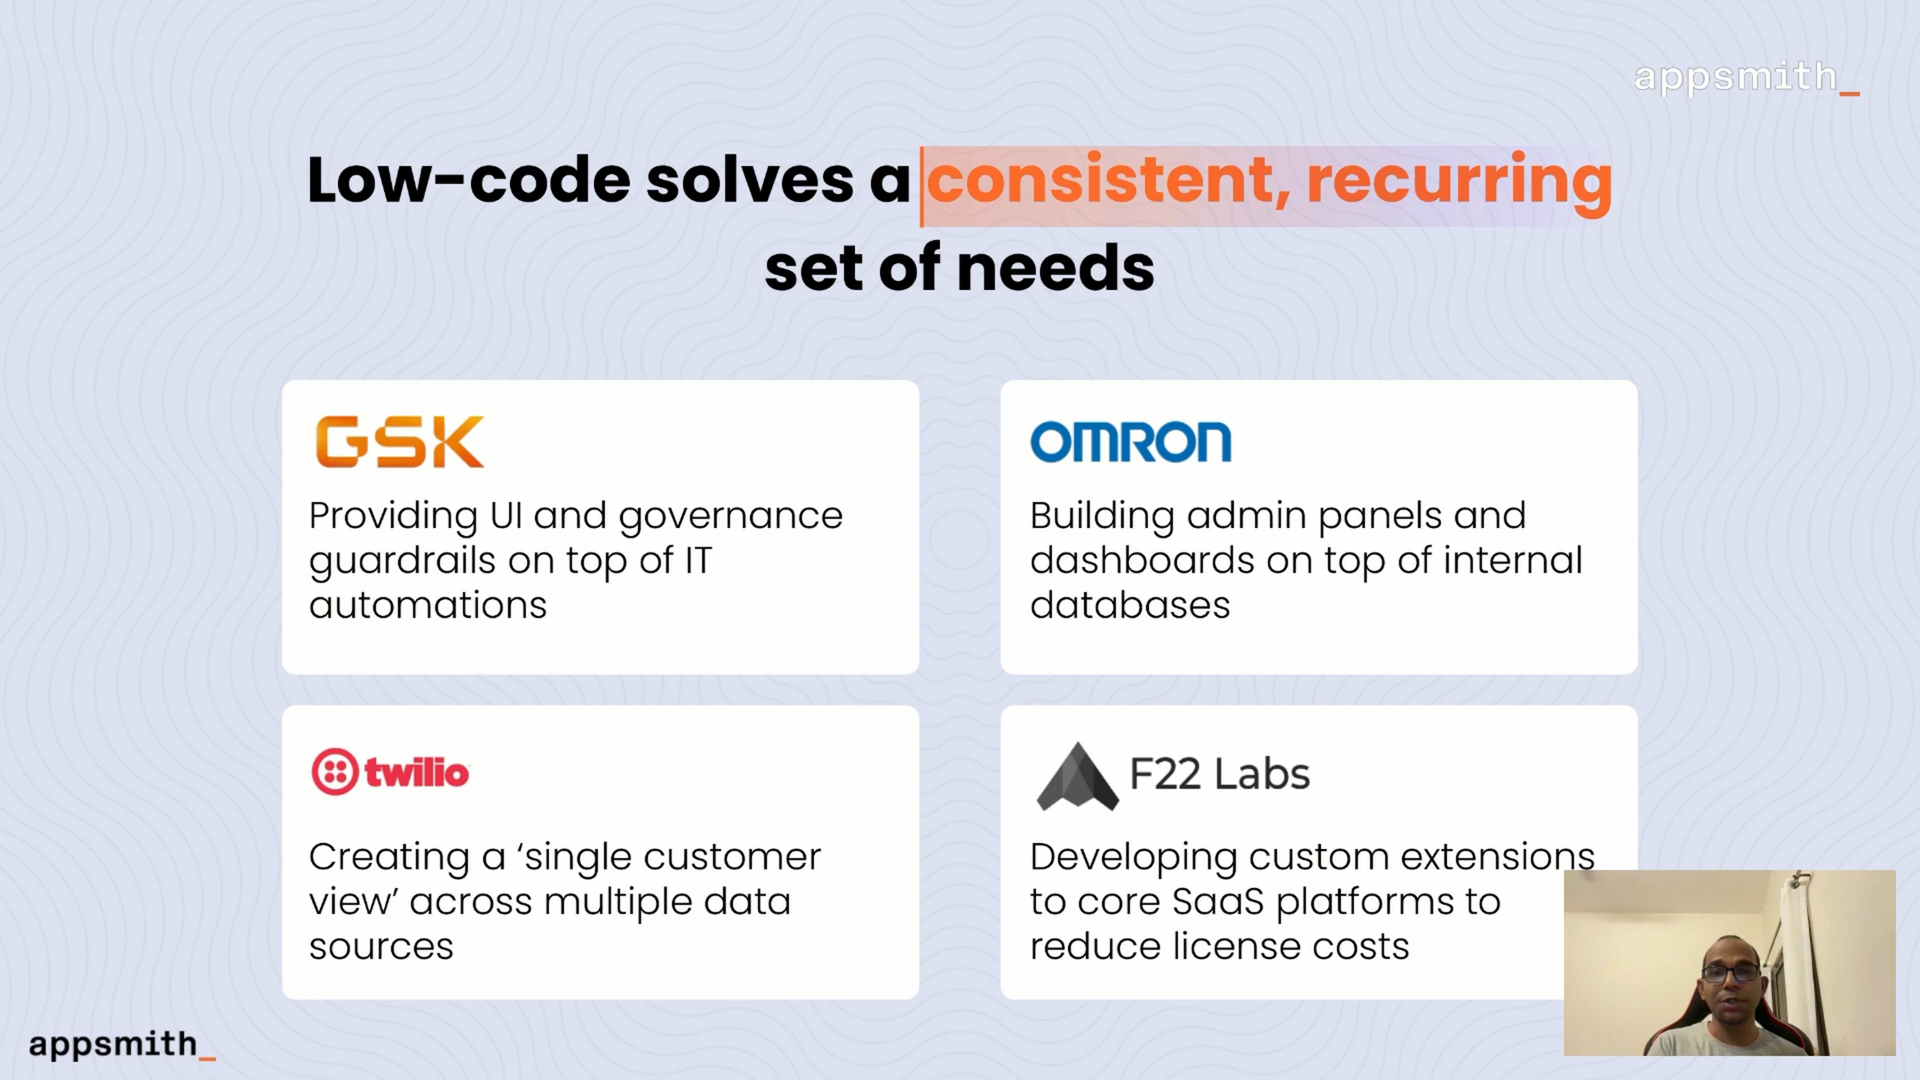 appsmith_
Low-code solves a consistent, recurring
set of needs
GSK
Providing UI and governance
guardrails on top of IT
automations
OMRON
Building admin panels and
dashboards on top of internal
databases
twilio
Creating a ‘single customer
view’ across multiple data
sources
F22 Labs
Developing custom extensions
to core SaaS platforms to
reduce license costs
appsmith_